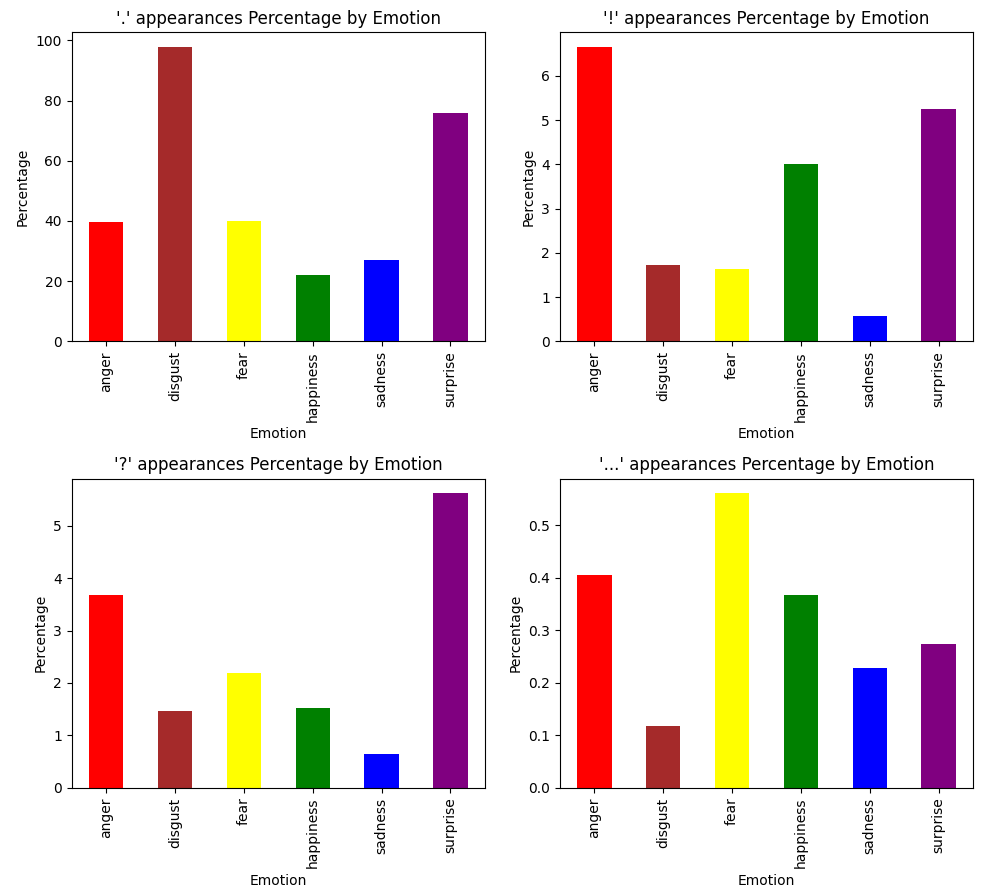 '.' appearances Percentage by Emotion
Percentage
100
80
60
40
20
0
anger
disgust
fear
happiness
sadness
surprise
Emotion
'!' appearances Percentage by Emotion
Percentage
6
5
4
3
2
1
0
anger
disgust
fear
happiness
sadness
surprise
Emotion
'?' appearances Percentage by Emotion
Percentage
5
4
3
2
1
0
anger
disgust
fear
happiness
sadness
surprise
Emotion
'...' appearances Percentage by Emotion
Percentage
0.5
0.4
0.3
0.2
0.1
0.0
anger
disgust
fear
happiness
sadness
surprise
Emotion